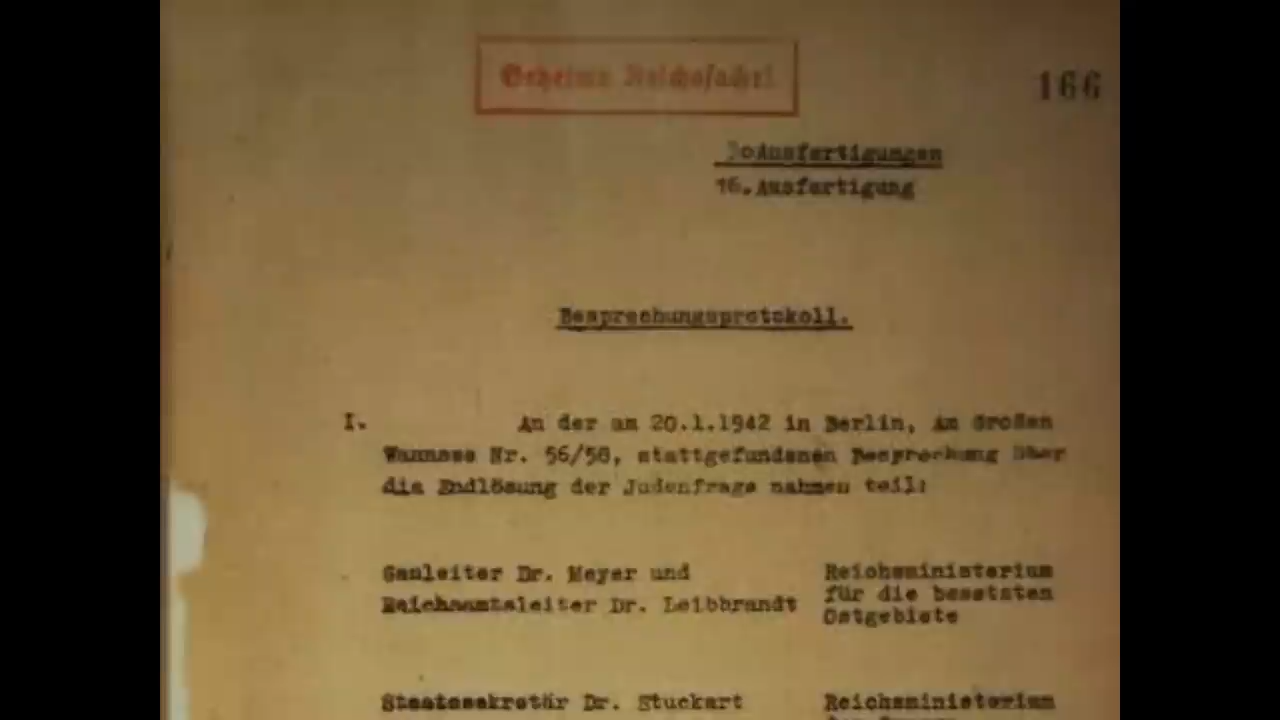 Geheime Reichssache!
166
30 Ausfertigungen
16. Ausfertigung
Besprechungsprotokoll.
I. An der am 20.1.1942 in Berlin, Am Großen
Wannsee Nr. 56/58, stattgefundenen Besprechung über
die Endlösung der Judenfrage nahmen teil:
Gauleiter Dr. Meyer und
Reichsamtsleiter Dr. Leibbrandt
Reichsministerium
für die besetzten
Ostgebiete
Staatssekretär Dr. Stuckart
Reichsministerium